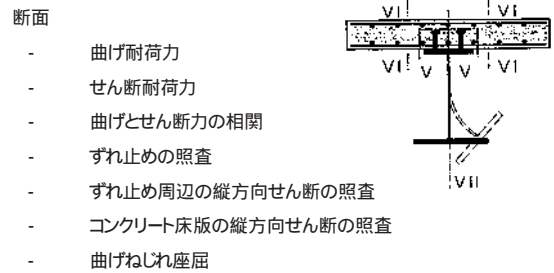 断面
- 曲げ耐荷力
- せん断耐荷力
- 曲げとせん断力の相関
- ずれ止めの照査
- ずれ止め周辺の縦方向せん断の照査
- コンクリート床版の縦方向せん断の照査
- 曲げねじれ座屈
VI VI
VI V V VI
VII